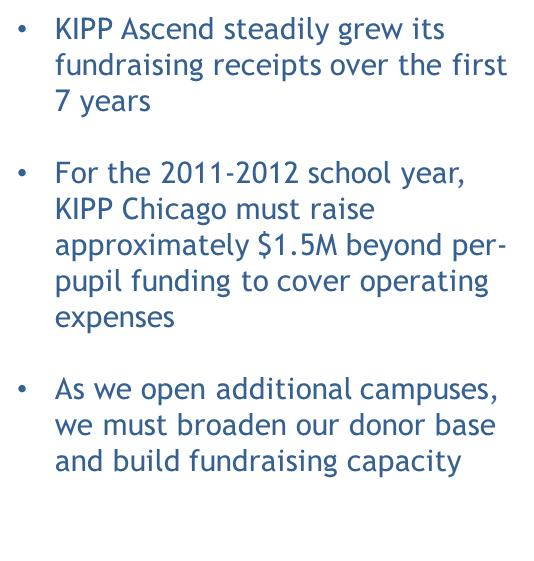 • KIPP Ascend steadily grew its
fundraising receipts over the first
7 years
• For the 2011-2012 school year,
KIPP Chicago must raise
approximately $1.5M beyond per-
pupil funding to cover operating
expenses
• As we open additional campuses,
we must broaden our donor base
and build fundraising capacity